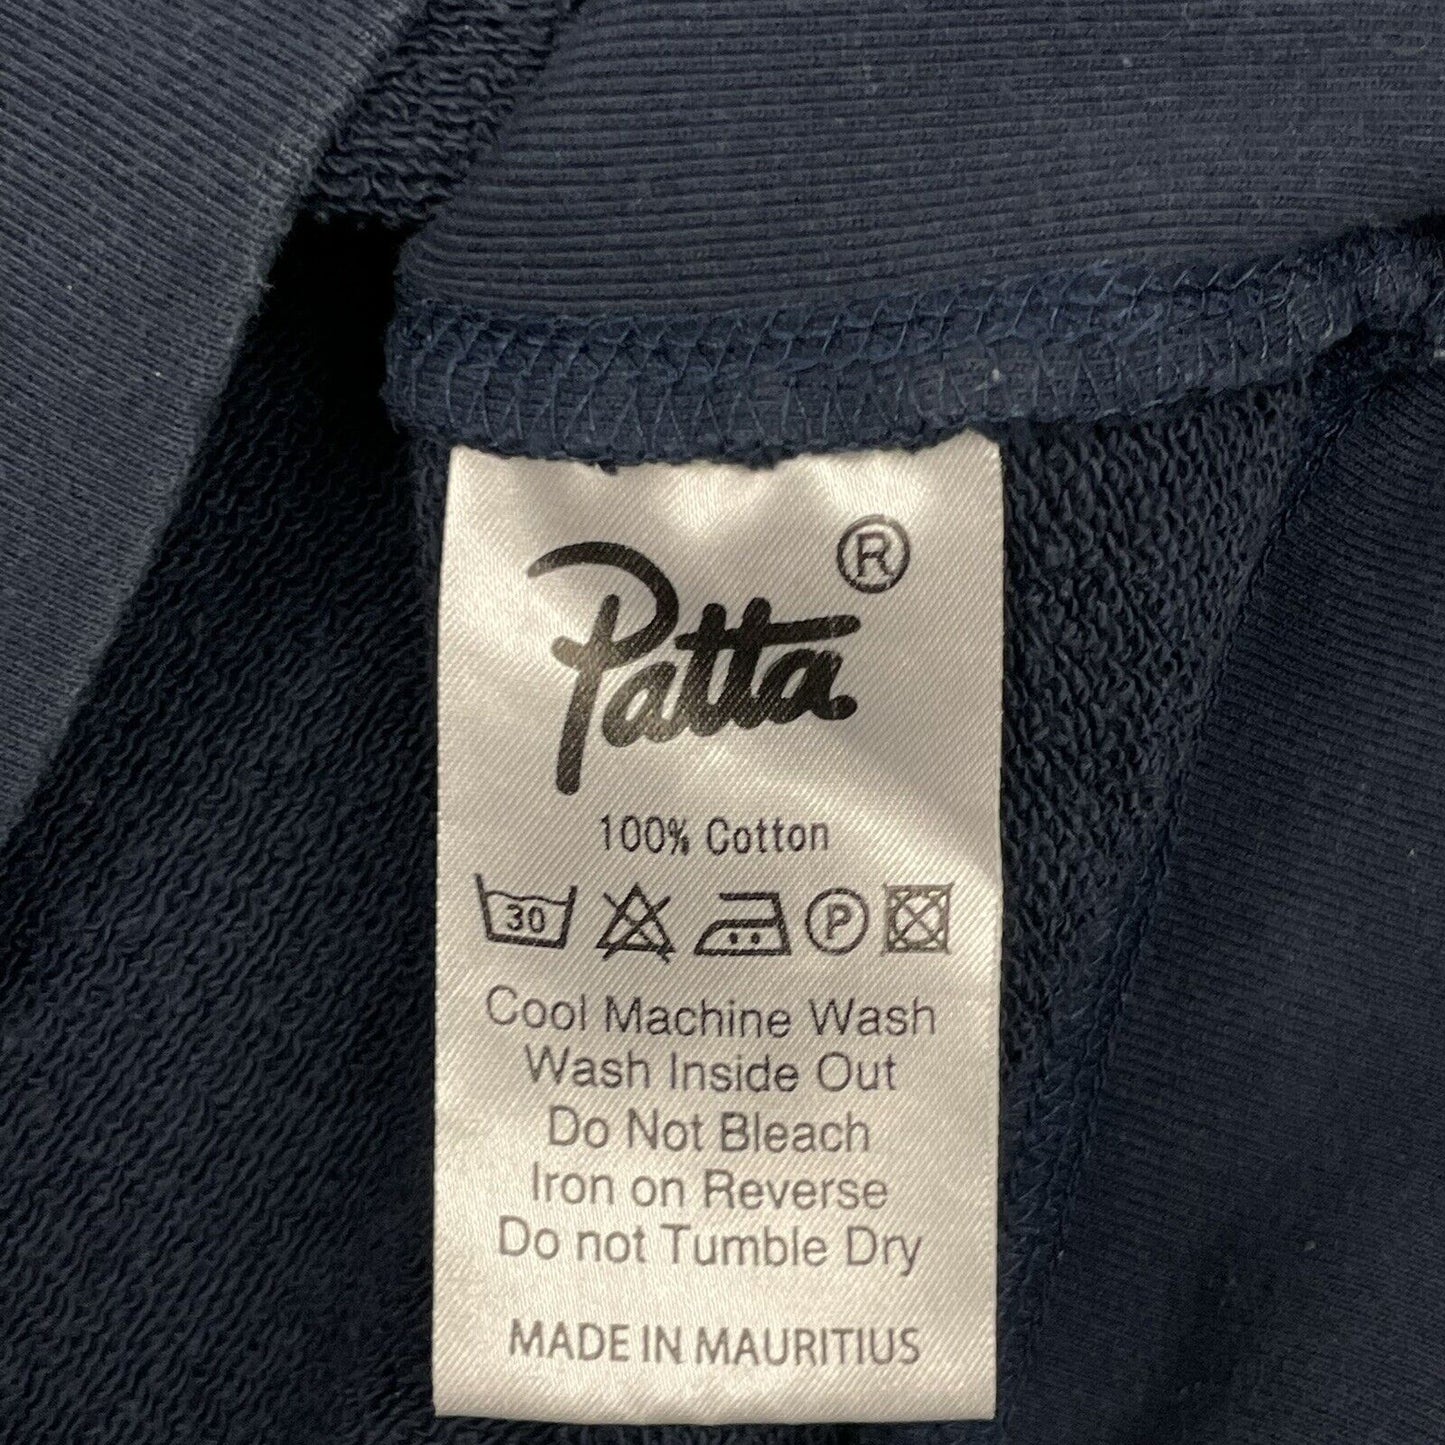 Patta ®
100% Cotton
30 P
Cool Machine Wash
Wash Inside Out
Do Not Bleach
Iron on Reverse
Do not Tumble Dry
MADE IN MAURITIUS